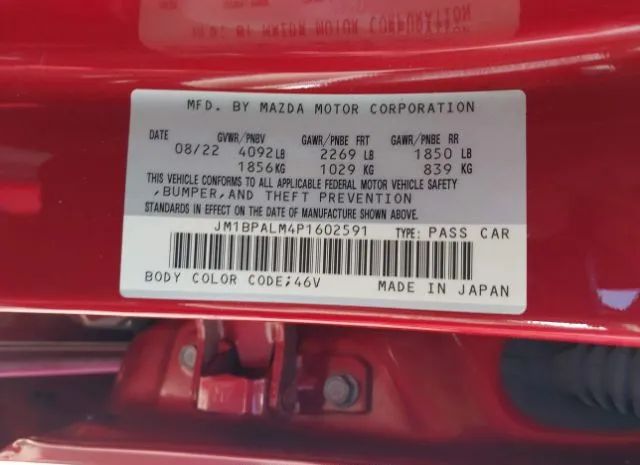 MFD. BY MAZDA MOTOR CORPORATION
DATE GVWR/PNBV GAWR/PNBE FRT GAWR/PNBE RR
08/22 4092LB 2269 LB 1850 LB
1856KG 1029 KG 839 KG
THIS VEHICLE CONFORMS TO ALL APPLICABLE FEDERAL MOTOR VEHICLE SAFETY
,BUMPER,AND THEFT PREVENTION
STANDARDS IN EFFECT ON THE DATE OF MANUFACTURE SHOWN ABOVE.
JM1BPALM4P1602591 TYPE: PASS CAR
BODY COLOR CODE;46V MADE IN JAPAN